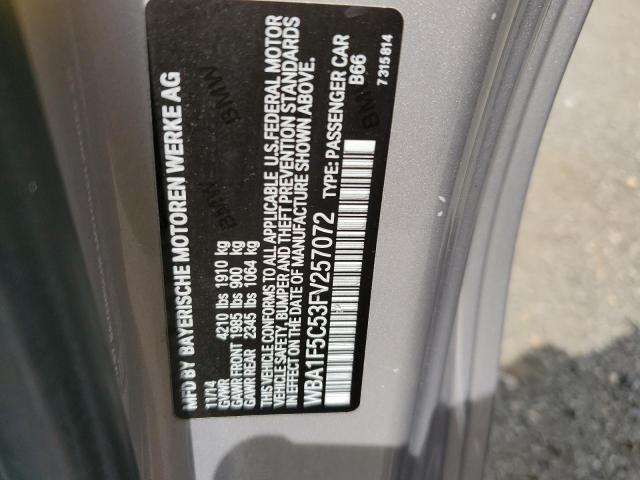 MFD BY BAYERISCHE MOTOREN WERKE AG
11/14
GVWR 4210 lbs 1910 kg
GAWR FRONT 1985 lbs 900 kg
GAWR REAR 2345 lbs 1064 kg
THIS VEHICLE CONFORMS TO ALL APPLICABLE U.S. FEDERAL MOTOR
VEHICLE SAFETY, BUMPER AND THEFT PREVENTION STANDARDS
IN EFFECT ON THE DATE OF MANUFACTURE SHOWN ABOVE.
WBA1F5C53FV257072 TYPE: PASSENGER CAR
B66
7 315 814
BMW
BMW
BMW